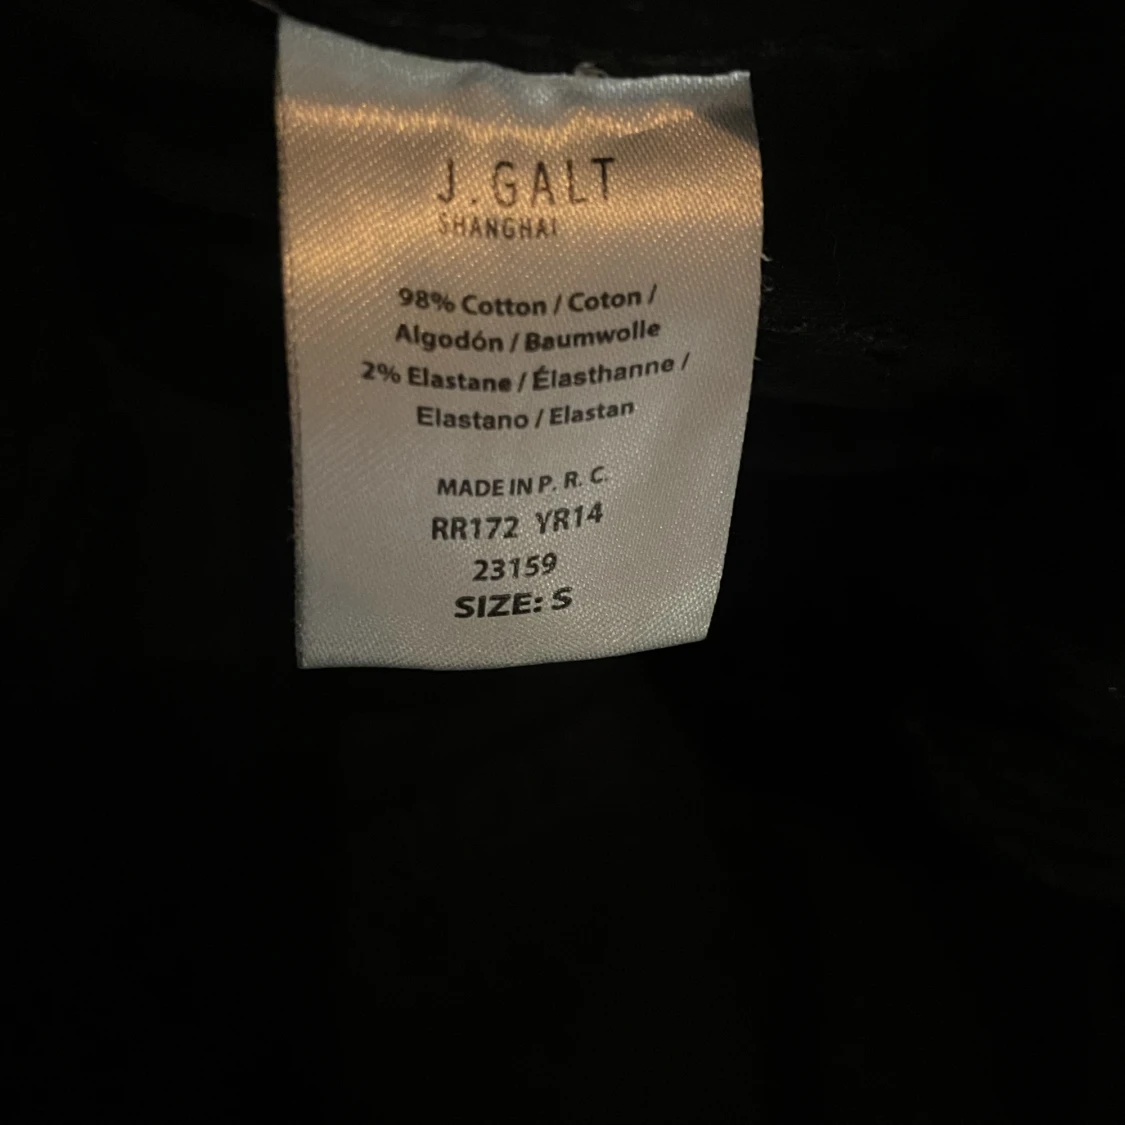 J.GALT
SHANGHAI
98% Cotton / Coton /
Algodón / Baumwolle
2% Elastane / Élasthanne /
Elastano / Elastan
MADE IN P. R. C.
RR172 YR14
23159
SIZE: S